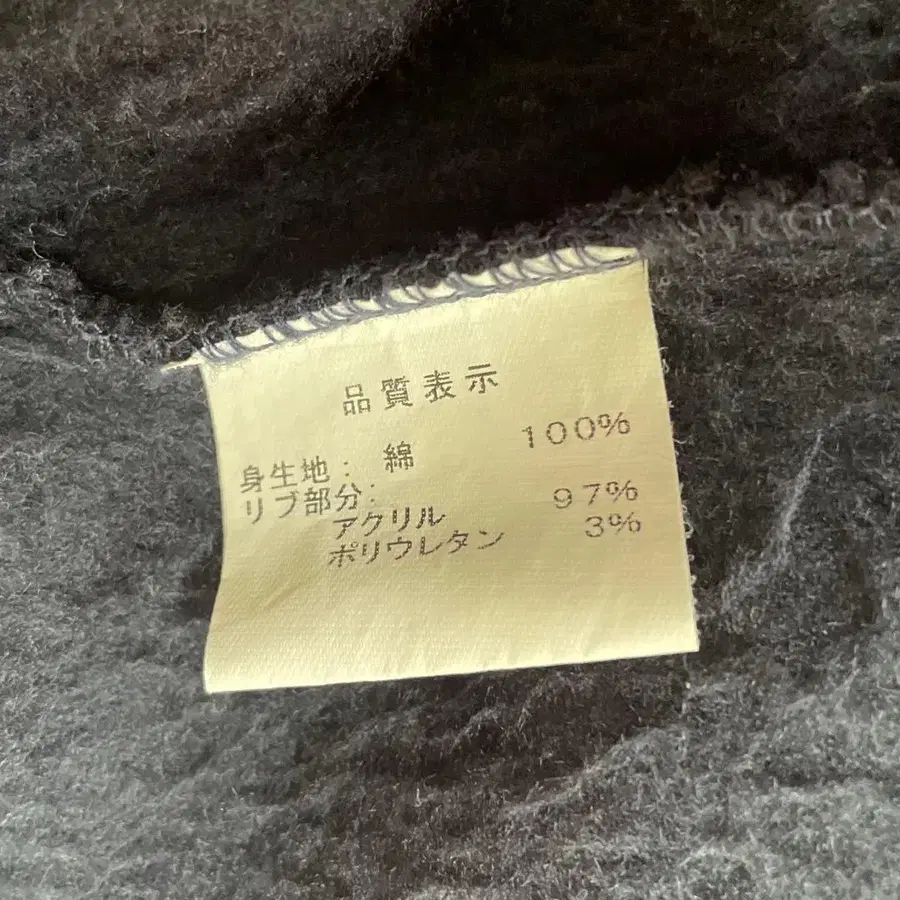 品質表示
身生地: 綿 100%
リブ部分:
アクリル 97%
ポリウレタン 3%